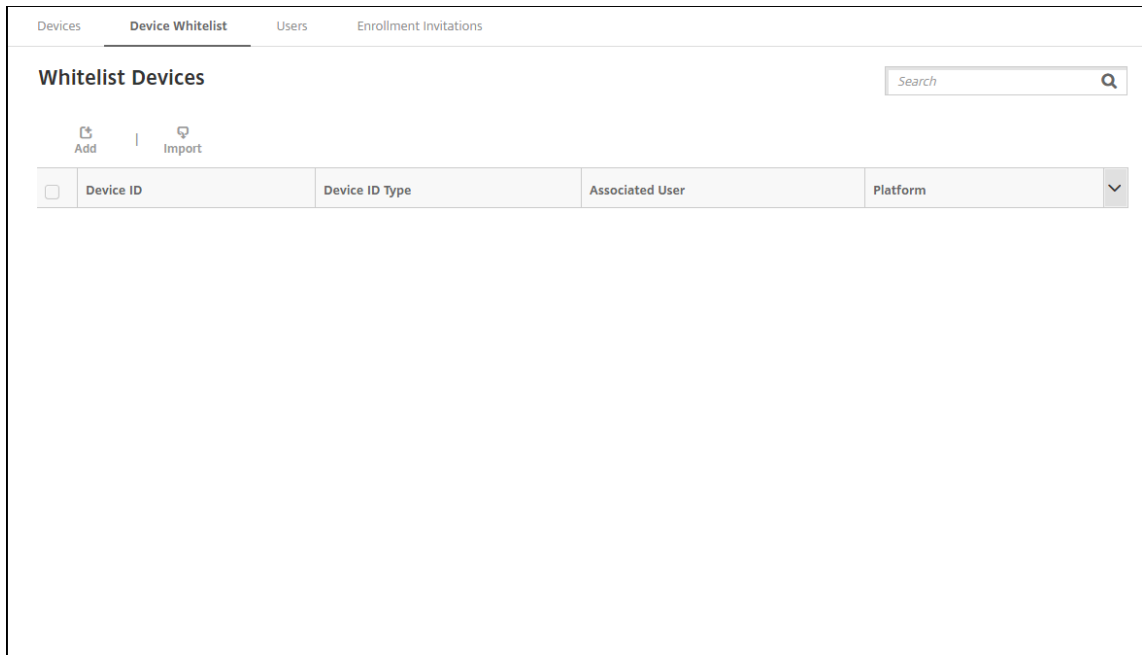 Devices Device Whitelist Users Enrollment Invitations
Whitelist Devices
Search
Add | Import
Device ID Device ID Type Associated User Platform